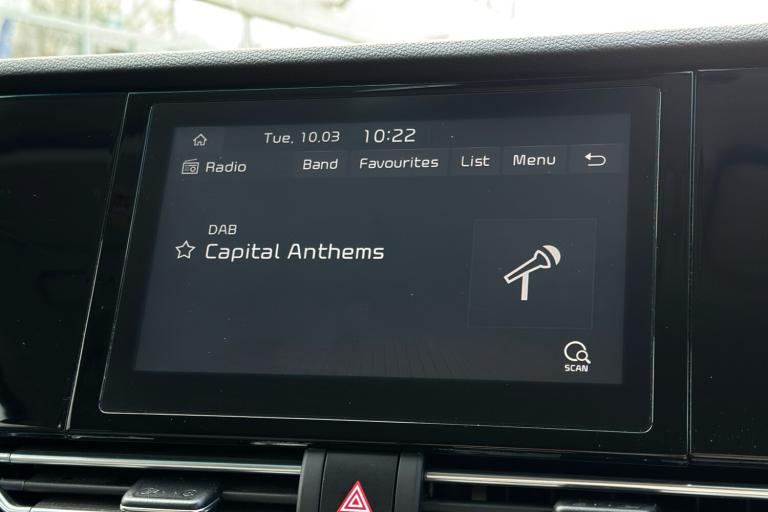 Tue, 10.03 10:22
Radio Band Favourites List Menu
DAB
Capital Anthems
SCAN